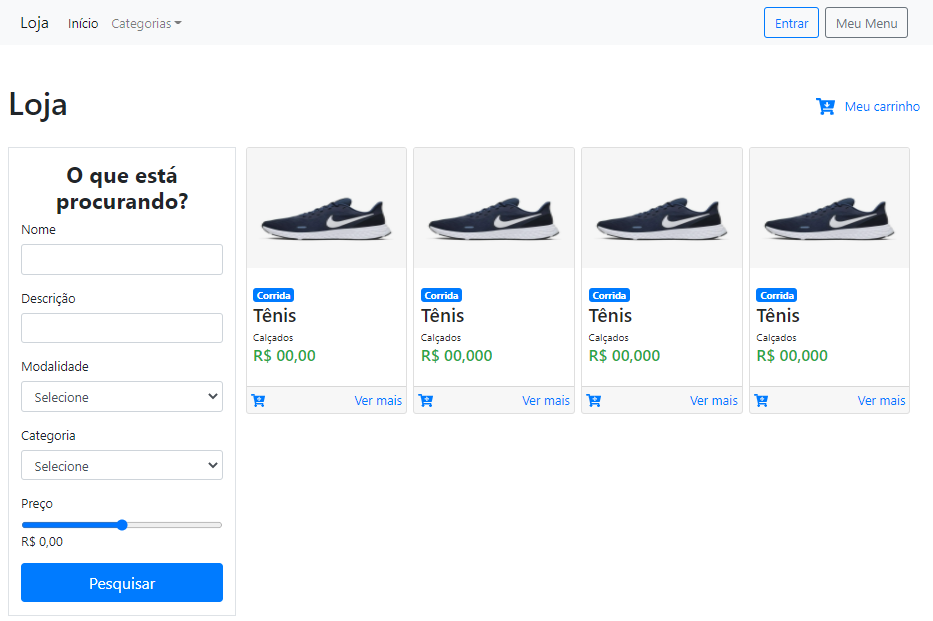 Loja Início Categorias Entrar Meu Menu
Loja
Meu carrinho
O que está
procurando?
Nome
Descrição
Modalidade
Selecione
Categoria
Selecione
Preço
R$ 0,00
Pesquisar
Corrida
Tênis
Calçados
R$ 00,00
Ver mais
Corrida
Tênis
Calçados
R$ 00,000
Ver mais
Corrida
Tênis
Calçados
R$ 00,000
Ver mais
Corrida
Tênis
Calçados
R$ 00,000
Ver mais